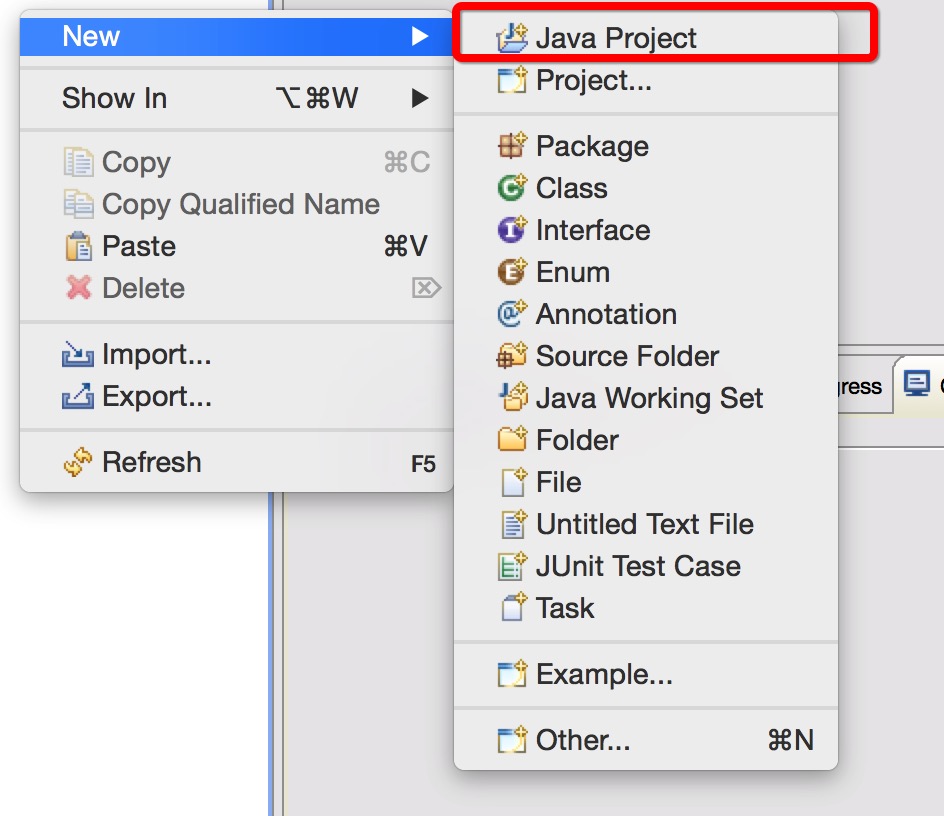 New
Show In ⌥⌘W
Copy ⌘C
Copy Qualified Name
Paste ⌘V
Delete ⌦
Import...
Export...
Refresh F5
Java Project
Project...
Package
Class
Interface
Enum
Annotation
Source Folder
Java Working Set
Folder
File
Untitled Text File
JUnit Test Case
Task
Example...
Other... ⌘N
gress